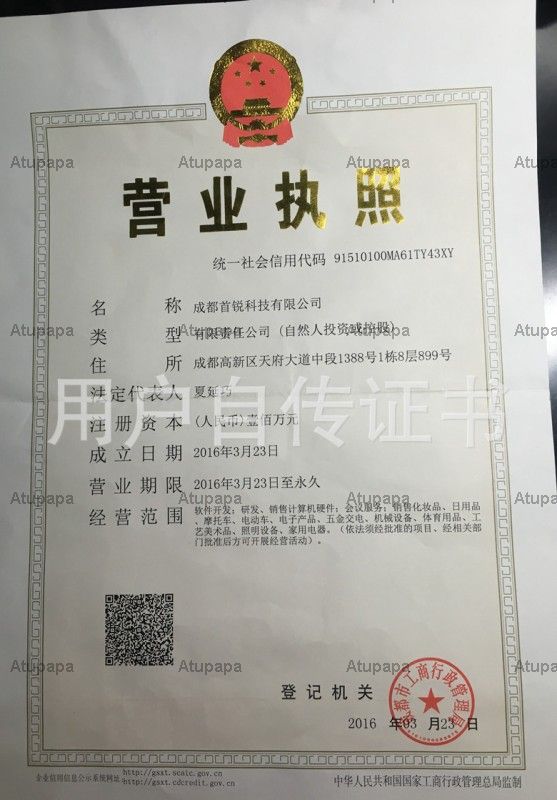 营业执照
统一社会信用代码 91510100MA61TY43XY
名称 成都首锐科技有限公司
类型 有限责任公司（自然人投资或控股）
住所 成都高新区天府大道中段1388号1栋8层899号
法定代表人 夏延巧
注册资本 （人民币）壹佰万元
成立日期 2016年3月23日
营业期限 2016年3月23日至永久
经营范围 软件开发；研发、销售计算机硬件；会议服务；销售化妆品、日用品
、摩托车、电动车、电子产品、五金交电、机械设备、体育用品、工
艺美术品、照明设备、家用电器。（依法须经批准的项目、经相关部
门批准后方可开展经营活动）。
用户自传证书
Atupapa
登记机关
成都市工商行政管理局
2016 年03 月23日
企业信用信息公示系统网址：http://gsxt.scaic.gov.cn
http://gsxt.cdcredit.gov.cn
中华人民共和国国家工商行政管理总局监制